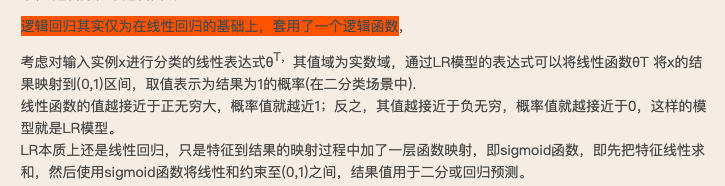 逻辑回归其实仅为在线性回归的基础上，套用了一个逻辑函数，
考虑对输入实例x进行分类的线性表达式θT，其值域为实数域，通过LR模型的表达式可以将线性函数θT 将x的结
果映射到(0,1)区间，取值表示为结果为1的概率(在二分类场景中).
线性函数的值越接近于正无穷大，概率值就越近1；反之，其值越接近于负无穷，概率值就越接近于0，这样的模
型就是LR模型。
LR本质上还是线性回归，只是特征到结果的映射过程中加了一层函数映射，即sigmoid函数，即先把特征线性求
和，然后使用sigmoid函数将线性和约束至(0,1)之间，结果值用于二分或回归预测。